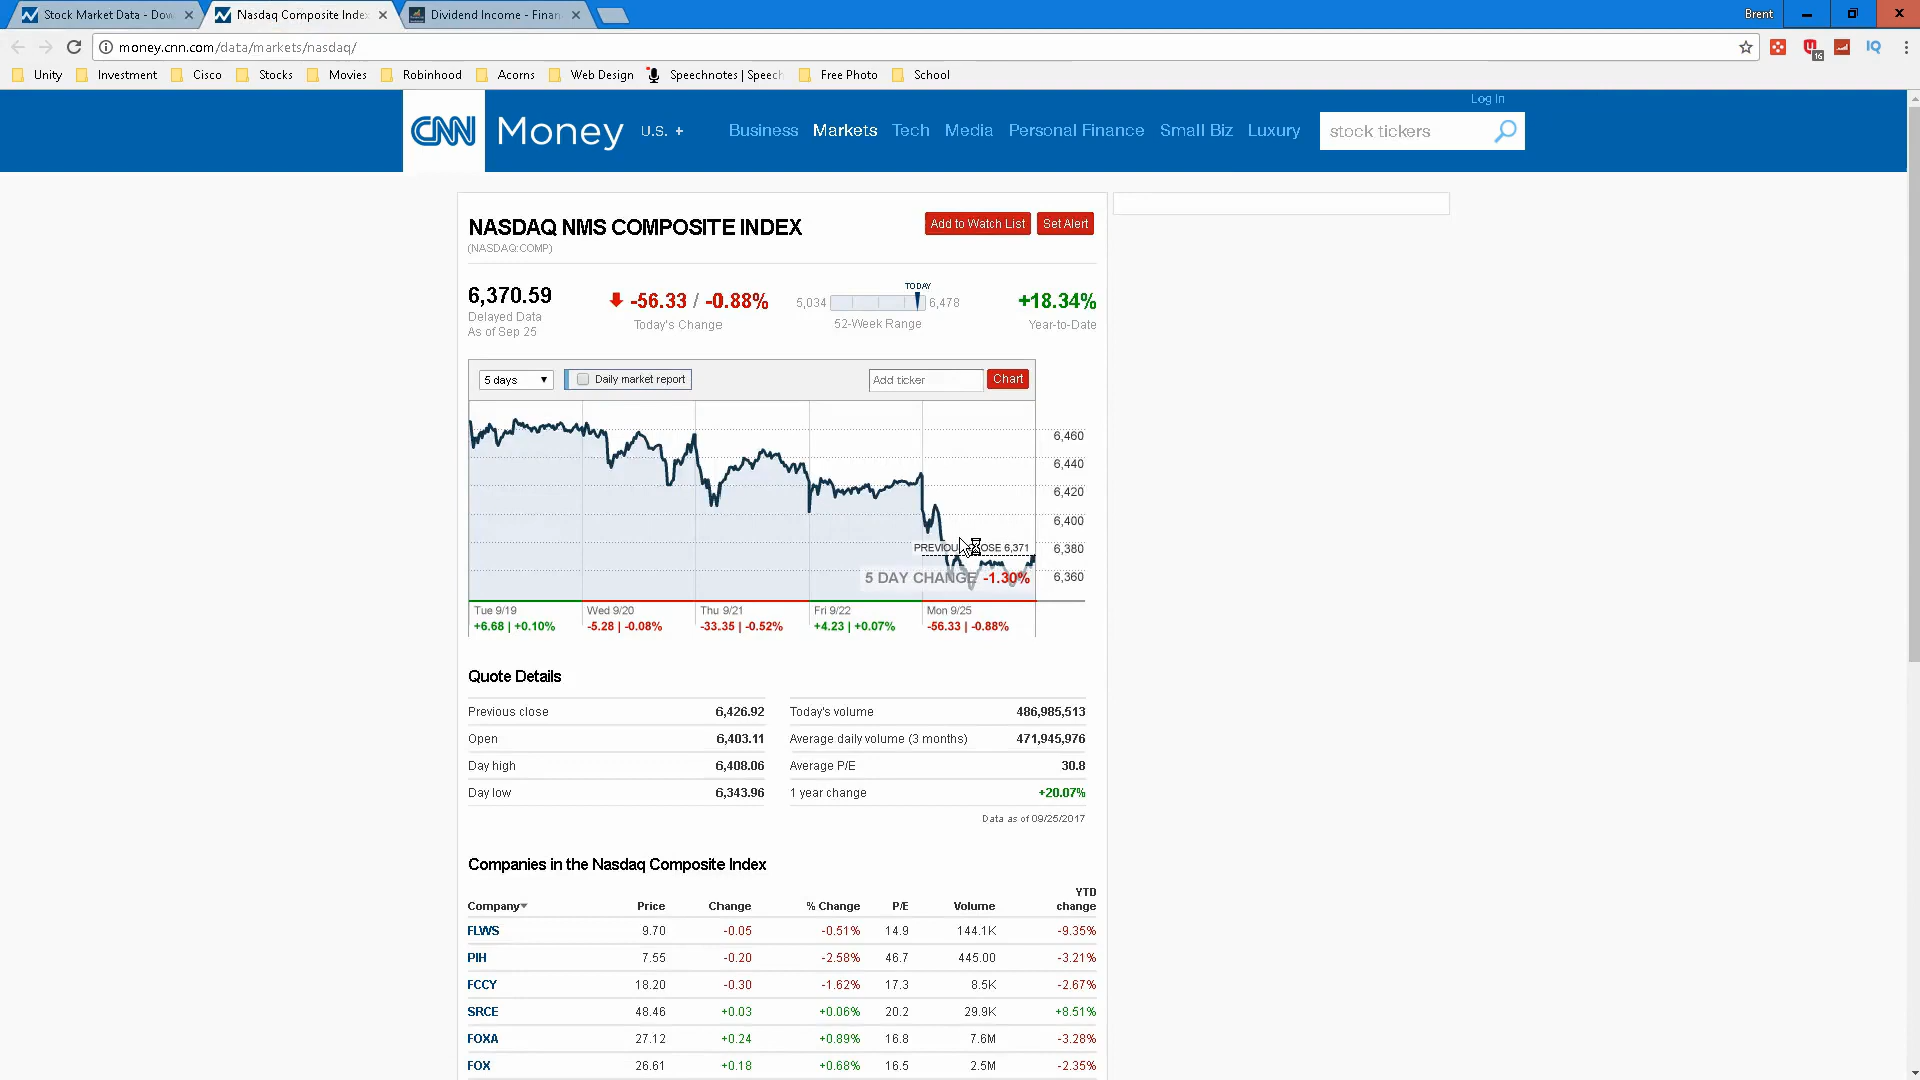 Stock Market Data - Dow
Nasdaq Composite Index
Dividend Income - Finan
Brent
money.cnn.com/data/markets/nasdaq/
16
IQ
Unity
Investment
Cisco
Stocks
Movies
Robinhood
Acorns
Web Design
Speechnotes | Speech
Free Photo
School
Log In
CNN Money
U.S. +
Business
Markets
Tech
Media
Personal Finance
Small Biz
Luxury
stock tickers
NASDAQ NMS COMPOSITE INDEX
(NASDAQ:COMP)
Add to Watch List
Set Alert
6,370.59
Delayed Data
As of Sep 25
-56.33 / -0.88%
Today's Change
TODAY
5,034
6,478
52-Week Range
+18.34%
Year-to-Date
5 days
Daily market report
Add ticker
Chart
6,460
6,440
6,420
6,400
6,380
6,360
PREVIOU OSE 6,371
5 DAY CHANGE -1.30%
Tue 9/19
+6.68 | +0.10%
Wed 9/20
-5.28 | -0.08%
Thu 9/21
-33.35 | -0.52%
Fri 9/22
+4.23 | +0.07%
Mon 9/25
-56.33 | -0.88%
Quote Details
Previous close 6,426.92
Open 6,403.11
Day high 6,408.06
Day low 6,343.96
Today's volume 486,985,513
Average daily volume (3 months) 471,945,976
Average P/E 30.8
1 year change +20.07%
Data as of 09/25/2017
Companies in the Nasdaq Composite Index
Company Price Change % Change P/E Volume YTD change
FLWS 9.70 -0.05 -0.51% 14.9 144.1K -9.35%
PIH 7.55 -0.20 -2.58% 46.7 445.00 -3.21%
FCCY 18.20 -0.30 -1.62% 17.3 8.5K -2.67%
SRCE 48.46 +0.03 +0.06% 20.2 29.9K +8.51%
FOXA 27.12 +0.24 +0.89% 16.8 7.6M -3.28%
FOX 26.61 +0.18 +0.68% 16.5 2.5M -2.35%